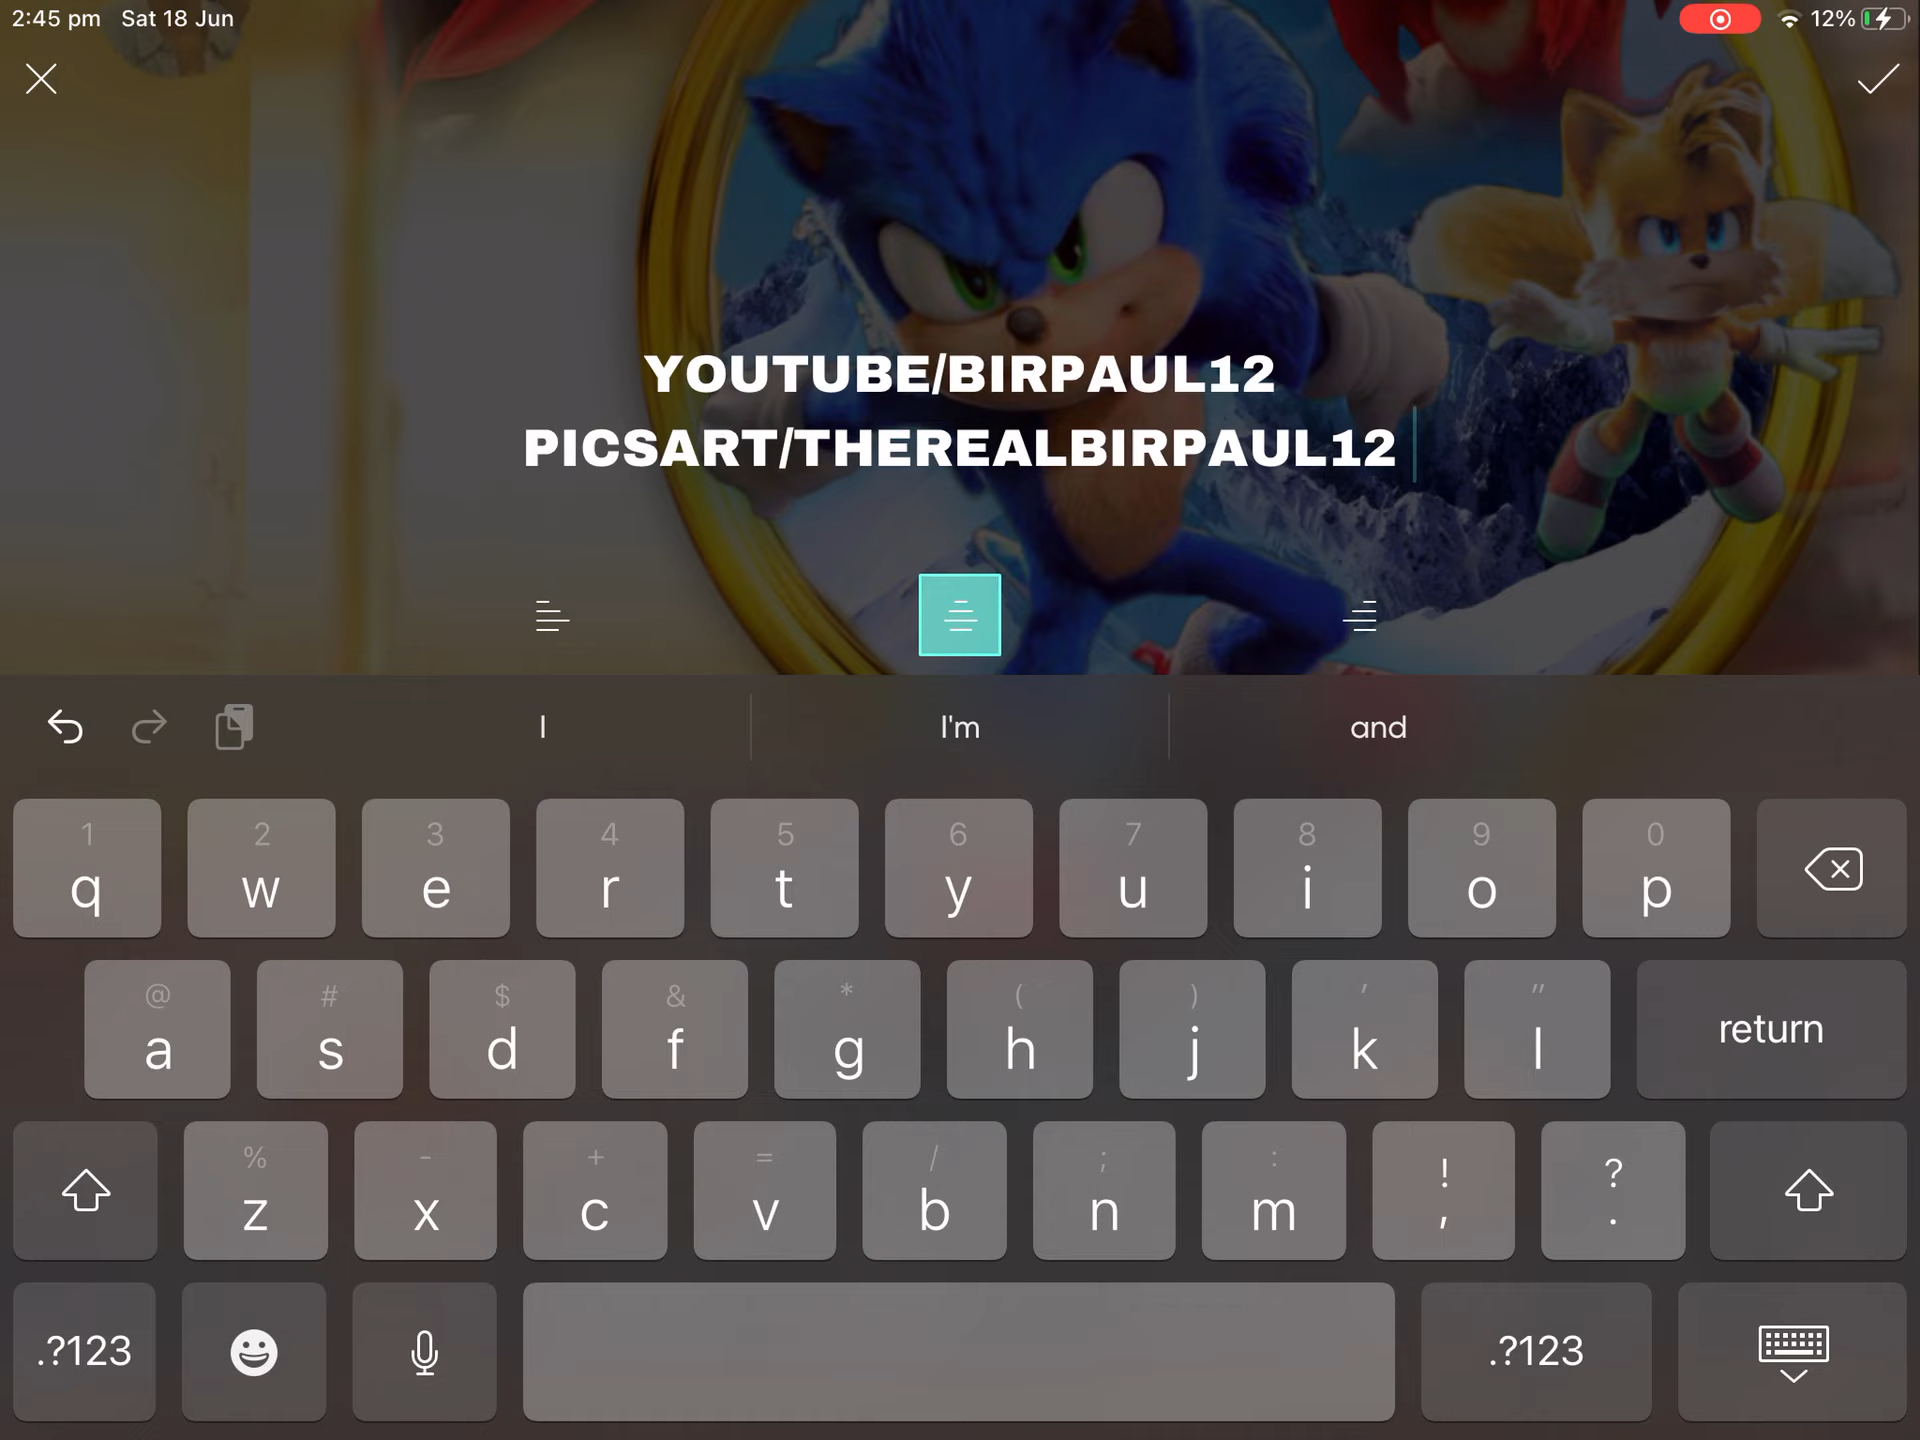 2:45 pm Sat 18 Jun 12%
YOUTUBE/BIRPAUL12
PICSART/THEREALBIRPAUL12
I I'm and
1 2 3 4 5 6 7 8 9 0
q w e r t y u i o p
@ # $ & * ( ) ' "
a s d f g h j k l return
% - + = / ; : ! ?
z x c v b n m , .
.?123 .?123